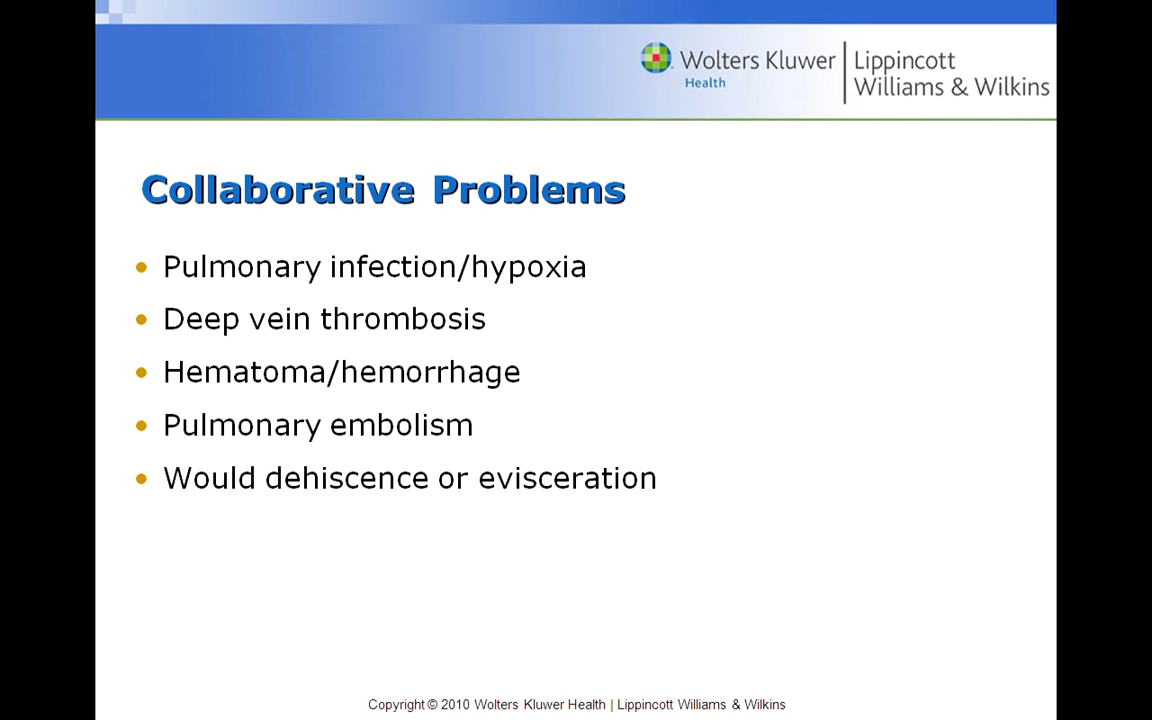 Wolters Kluwer
Health
Lippincott
Williams & Wilkins
Collaborative Problems
• Pulmonary infection/hypoxia
• Deep vein thrombosis
• Hematoma/hemorrhage
• Pulmonary embolism
• Would dehiscence or evisceration
Copyright © 2010 Wolters Kluwer Health | Lippincott Williams & Wilkins